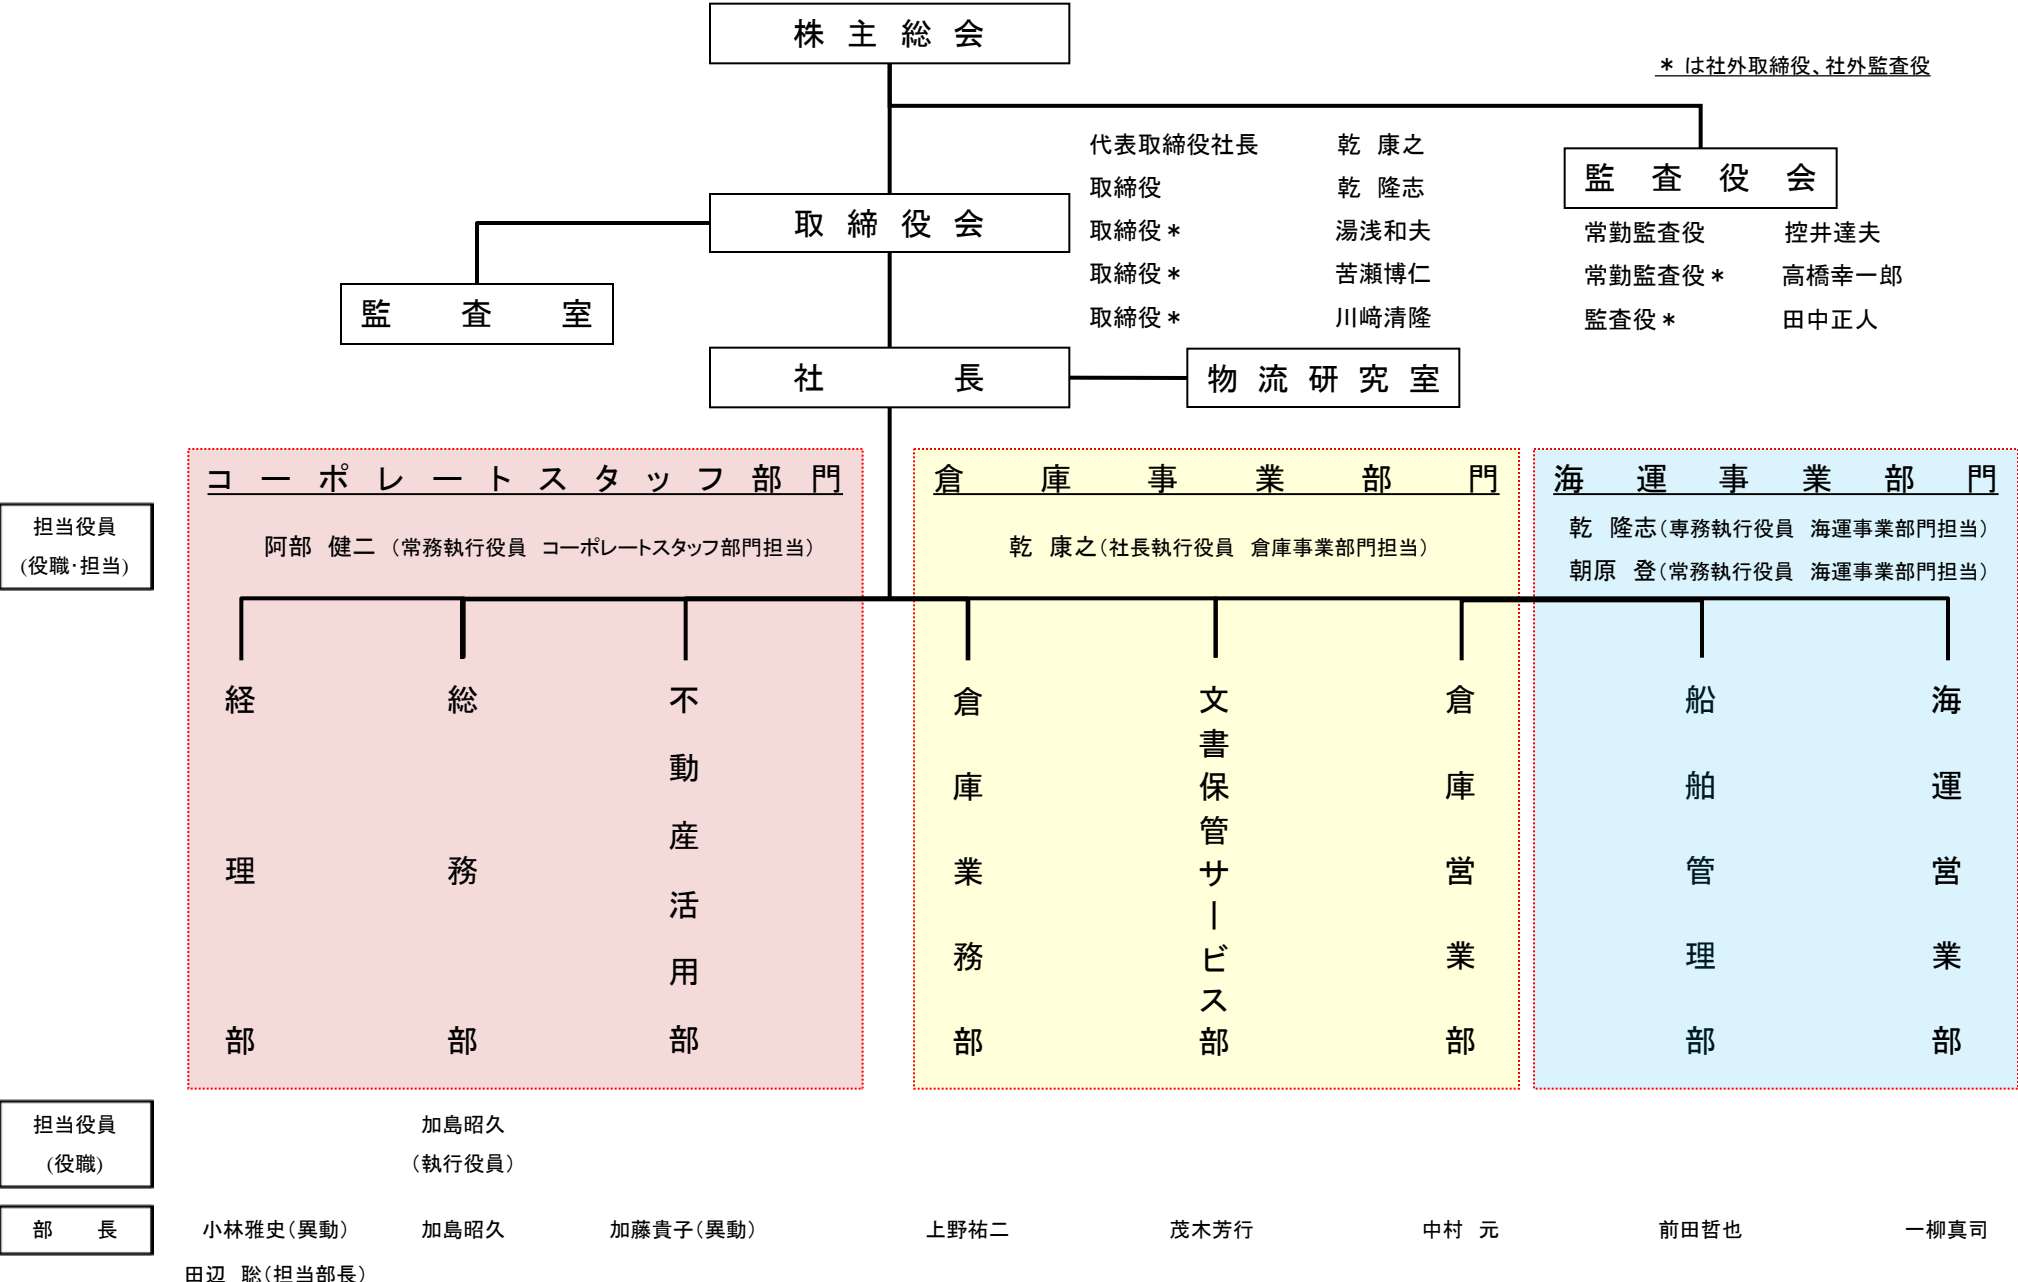 株主総会
* は社外取締役、社外監査役
代表取締役社長 乾 康之
取締役 乾 隆志
取締役* 湯浅和夫
取締役* 苦瀬博仁
取締役* 川﨑清隆
監査役会
常勤監査役 控井達夫
常勤監査役* 高橋幸一郎
監査役* 田中正人
取締役会
監査室
社長
物流研究室
コーポレートスタッフ部門
倉庫事業部門
海運事業部門
担当役員
(役職・担当)
阿部 健二 (常務執行役員 コーポレートスタッフ部門担当)
乾 康之(社長執行役員 倉庫事業部門担当)
乾 隆志(専務執行役員 海運事業部門担当)
朝原 登(常務執行役員 海運事業部門担当)
経理部
総務部
不動産活用部
倉庫業務部
文書保管サービス部
倉庫営業部
船舶管理部
海運営業部
担当役員
(役職)
加島昭久
(執行役員)
部 長
小林雅史(異動)
加島昭久
加藤貴子(異動)
上野祐二
茂木芳行
中村 元
前田哲也
一柳真司
田辺 聡(担当部長)